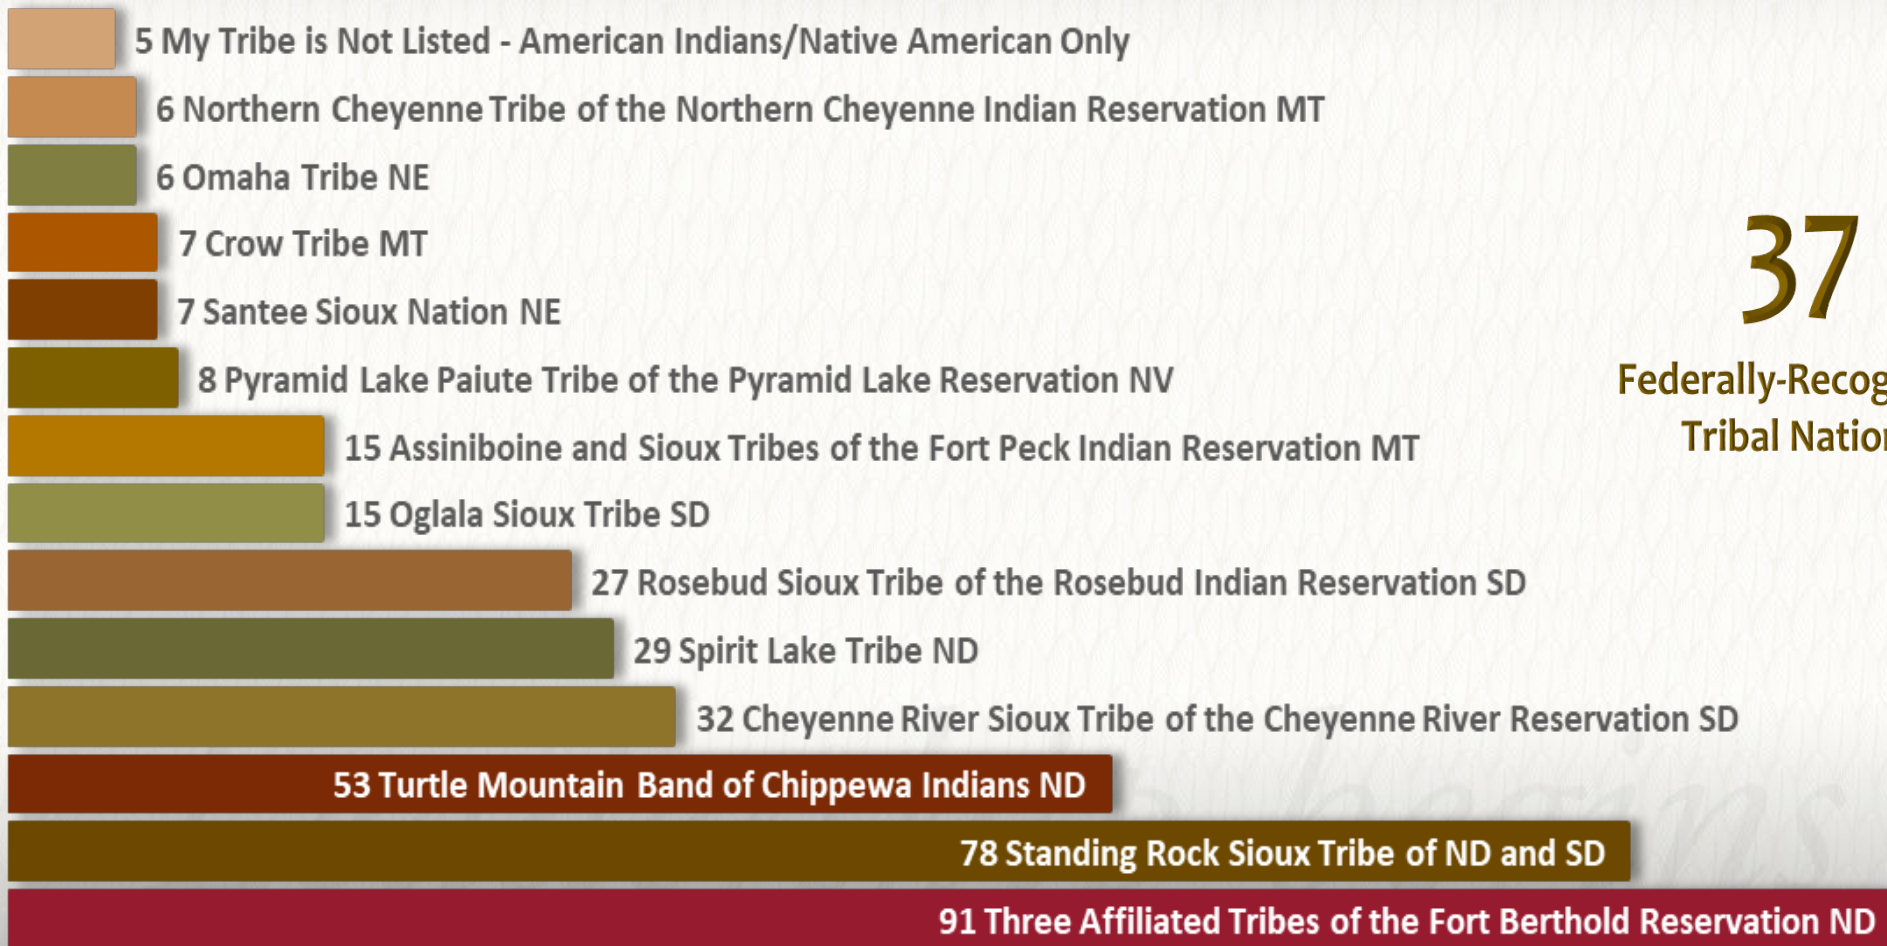 5 My Tribe is Not Listed - American Indians/Native American Only
6 Northern Cheyenne Tribe of the Northern Cheyenne Indian Reservation MT
6 Omaha Tribe NE
7 Crow Tribe MT
7 Santee Sioux Nation NE
8 Pyramid Lake Paiute Tribe of the Pyramid Lake Reservation NV
15 Assiniboine and Sioux Tribes of the Fort Peck Indian Reservation MT
15 Oglala Sioux Tribe SD
27 Rosebud Sioux Tribe of the Rosebud Indian Reservation SD
29 Spirit Lake Tribe ND
32 Cheyenne River Sioux Tribe of the Cheyenne River Reservation SD
53 Turtle Mountain Band of Chippewa Indians ND
78 Standing Rock Sioux Tribe of ND and SD
91 Three Affiliated Tribes of the Fort Berthold Reservation ND
37
Federally-Recog
Tribal Nation
begins